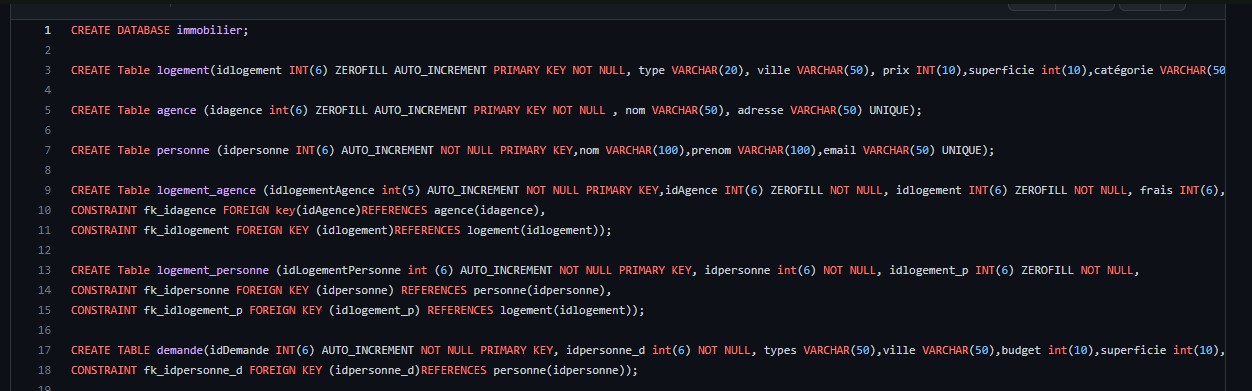 1 CREATE DATABASE immobilier;
2
3 CREATE Table logement(idlogement INT(6) ZEROFILL AUTO_INCREMENT PRIMARY KEY NOT NULL, type VARCHAR(20), ville VARCHAR(50), prix INT(10),superficie int(10),catégorie VARCHAR(50
4
5 CREATE Table agence (idagence int(6) ZEROFILL AUTO_INCREMENT PRIMARY KEY NOT NULL , nom VARCHAR(50), adresse VARCHAR(50) UNIQUE);
6
7 CREATE Table personne (idpersonne INT(6) AUTO_INCREMENT NOT NULL PRIMARY KEY,nom VARCHAR(100),prenom VARCHAR(100),email VARCHAR(50) UNIQUE);
8
9 CREATE Table logement_agence (idlogementAgence int(5) AUTO_INCREMENT NOT NULL PRIMARY KEY,idAgence INT(6) ZEROFILL NOT NULL, idlogement INT(6) ZEROFILL NOT NULL, frais INT(6),
10 CONSTRAINT fk_idagence FOREIGN key(idAgence)REFERENCES agence(idagence),
11 CONSTRAINT fk_idlogement FOREIGN KEY (idlogement)REFERENCES logement(idlogement));
12
13 CREATE Table logement_personne (idLogementPersonne int (6) AUTO_INCREMENT NOT NULL PRIMARY KEY, idpersonne int(6) NOT NULL, idlogement_p INT(6) ZEROFILL NOT NULL,
14 CONSTRAINT fk_idpersonne FOREIGN KEY (idpersonne) REFERENCES personne(idpersonne),
15 CONSTRAINT fk_idlogement_p FOREIGN KEY (idlogement_p) REFERENCES logement(idlogement));
16
17 CREATE TABLE demande(idDemande INT(6) AUTO_INCREMENT NOT NULL PRIMARY KEY, idpersonne_d int(6) NOT NULL, types VARCHAR(50),ville VARCHAR(50),budget int(10),superficie int(10),
18 CONSTRAINT fk_idpersonne_d FOREIGN KEY (idpersonne_d)REFERENCES personne(idpersonne));
19